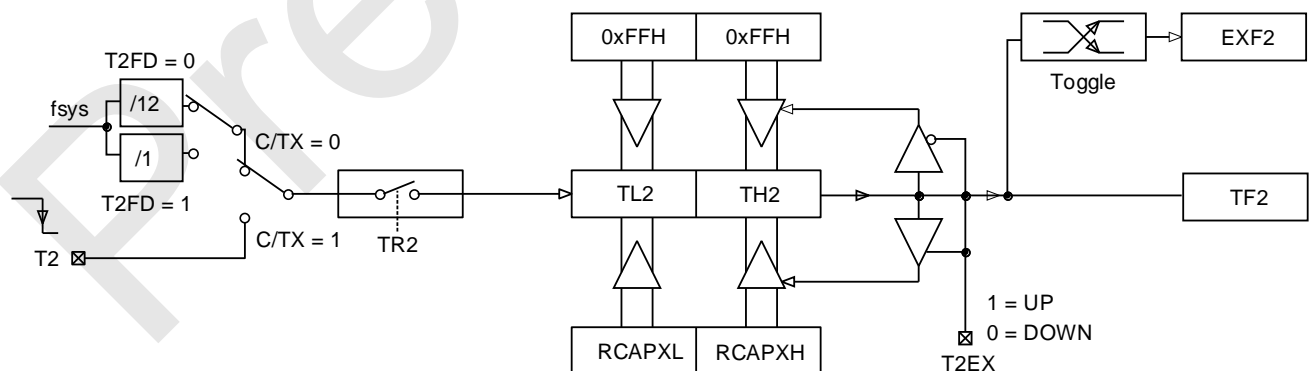 0xFFH 0xFFH
EXF2
Toggle
T2FD = 0
/12
fsys
C/TX = 0
/1
T2FD = 1
TL2 TH2
TF2
C/TX = 1
TR2
T2
1 = UP
0 = DOWN
RCAPXL RCAPXH
T2EX
Pre